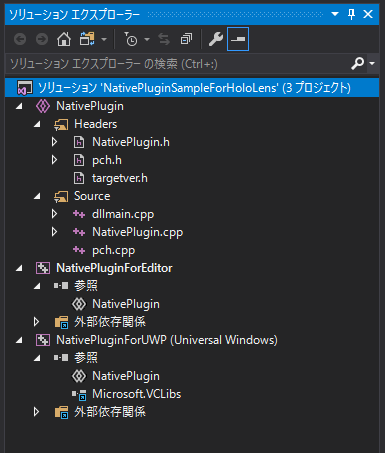 ソリューション エクスプローラー
ソリューション エクスプローラー の検索 (Ctrl+;)
ソリューション 'NativePluginSampleForHoloLens' (3 プロジェクト)
NativePlugin
Headers
NativePlugin.h
pch.h
targetver.h
Source
dllmain.cpp
NativePlugin.cpp
pch.cpp
NativePluginForEditor
参照
NativePlugin
外部依存関係
NativePluginForUWP (Universal Windows)
参照
NativePlugin
Microsoft.VCLibs
外部依存関係